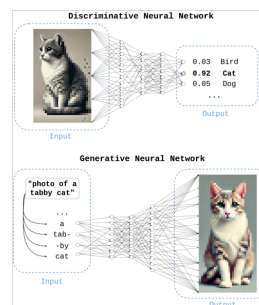 Discriminative Neural Network
0.03 Bird
0.92 Cat
0.05 Dog
...
Input
Output
Generative Neural Network
"photo of a
tabby cat"
...
a
tab-
-by
cat
Input
Output